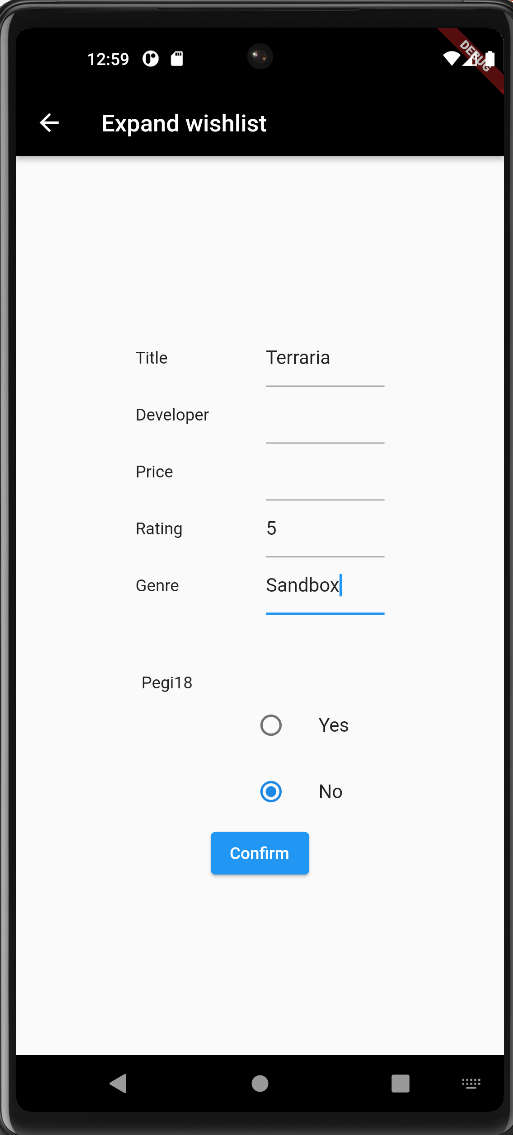 12:59
DEBUG
Expand wishlist
Title Terraria
Developer
Price
Rating 5
Genre Sandbox
Pegi18
Yes
No
Confirm